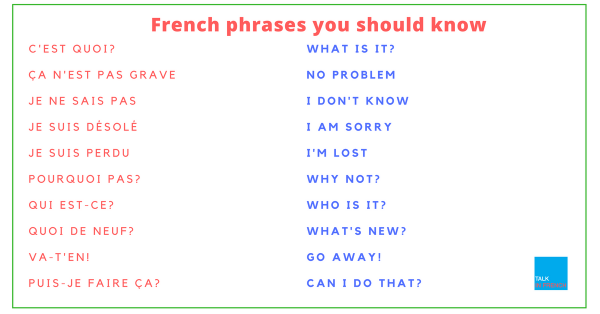 French phrases you should know
C'EST QUOI? WHAT IS IT?
ÇA N'EST PAS GRAVE NO PROBLEM
JE NE SAIS PAS I DON'T KNOW
JE SUIS DÉSOLÉ I AM SORRY
JE SUIS PERDU I'M LOST
POURQUOI PAS? WHY NOT?
QUI EST-CE? WHO IS IT?
QUOI DE NEUF? WHAT'S NEW?
VA-T'EN! GO AWAY!
PUIS-JE FAIRE ÇA? CAN I DO THAT?
TALK